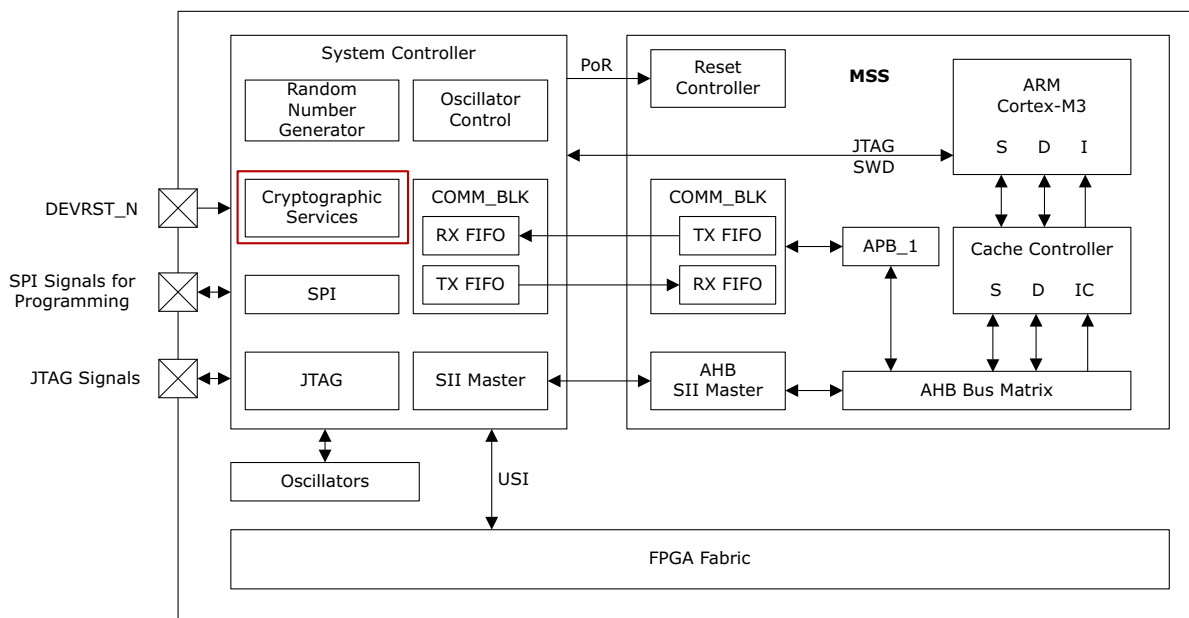 System Controller
Random
Number
Generator
Oscillator
Control
PoR
Reset
Controller
MSS
ARM
Cortex-M3
S D I
JTAG
SWD
DEVRST_N
Cryptographic
Services
COMM_BLK
RX FIFO
TX FIFO
COMM_BLK
TX FIFO
RX FIFO
APB_1
Cache Controller
S D IC
SPI Signals for
Programming
SPI
JTAG Signals
JTAG
SII Master
AHB
SII Master
AHB Bus Matrix
Oscillators
USI
FPGA Fabric